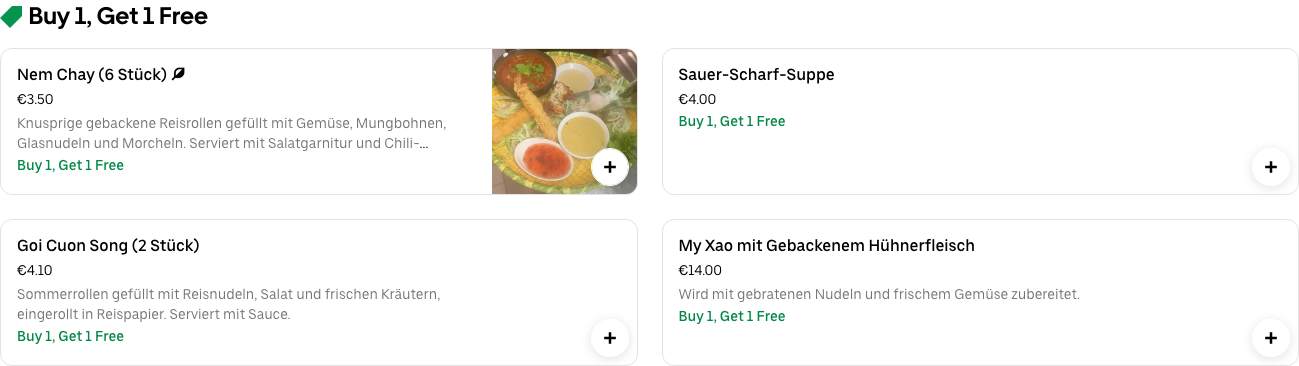 Buy 1, Get 1 Free
Nem Chay (6 Stück)
€3.50
Knusprige gebackene Reisrollen gefüllt mit Gemüse, Mungbohnen,
Glasnudeln und Morcheln. Serviert mit Salatgarnitur und Chili-...
Buy 1, Get 1 Free
Sauer-Scharf-Suppe
€4.00
Buy 1, Get 1 Free
Goi Cuon Song (2 Stück)
€4.10
Sommerrollen gefüllt mit Reisnudeln, Salat und frischen Kräutern,
eingerollt in Reispapier. Serviert mit Sauce.
Buy 1, Get 1 Free
My Xao mit Gebackenem Hühnerfleisch
€14.00
Wird mit gebratenen Nudeln und frischem Gemüse zubereitet.
Buy 1, Get 1 Free